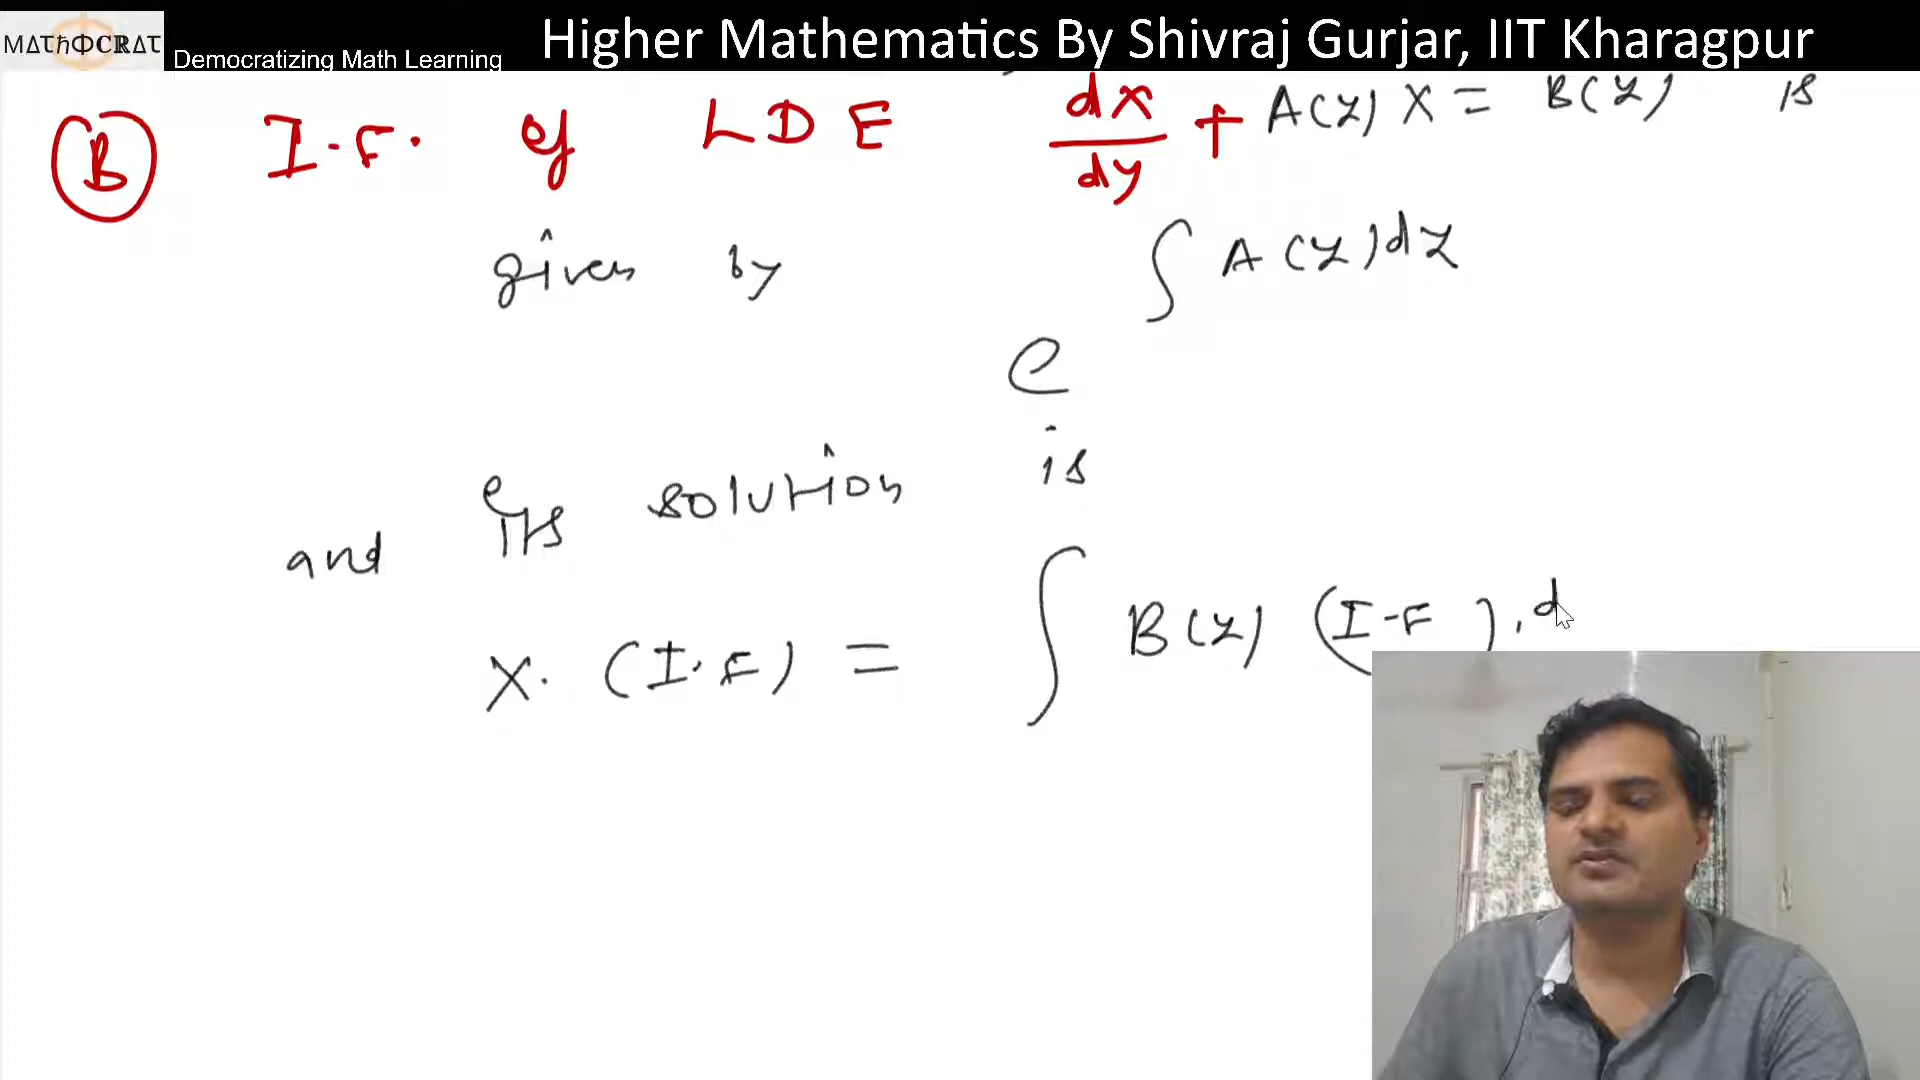 MΔTħΦCRΔT Democratizing Math Learning Higher Mathematics By Shivraj Gurjar, IIT Kharagpur
B I.F. of LDE dx/dy + A(y) X = B(y) is
given by e ∫ A(y)dy
and its solution is
X. (I.F) = ∫ B(y) (I-F). d